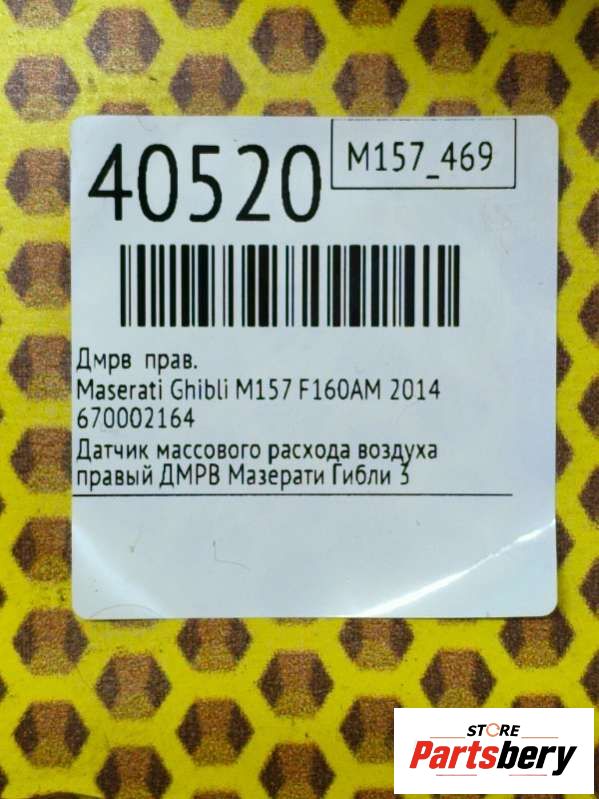 40520
M157_469
Дмрв прав.
Maserati Ghibli M157 F160AM 2014
670002164
Датчик массового расхода воздуха
правый ДМРВ Мазерати Гибли 3
STORE
Partsbery